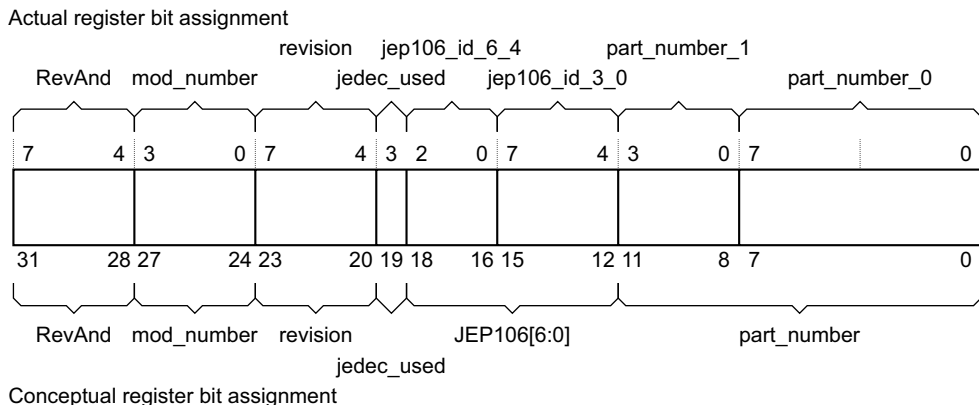 Actual register bit assignment
revision jep106_id_6_4 part_number_1
RevAnd mod_number jedec_used jep106_id_3_0 part_number_0
7 4 3 0 7 4 3 2 0 7 4 3 0 7 0
31 28 27 24 23 20 19 18 16 15 12 11 8 7 0
RevAnd mod_number revision JEP106[6:0] part_number
jedec_used
Conceptual register bit assignment